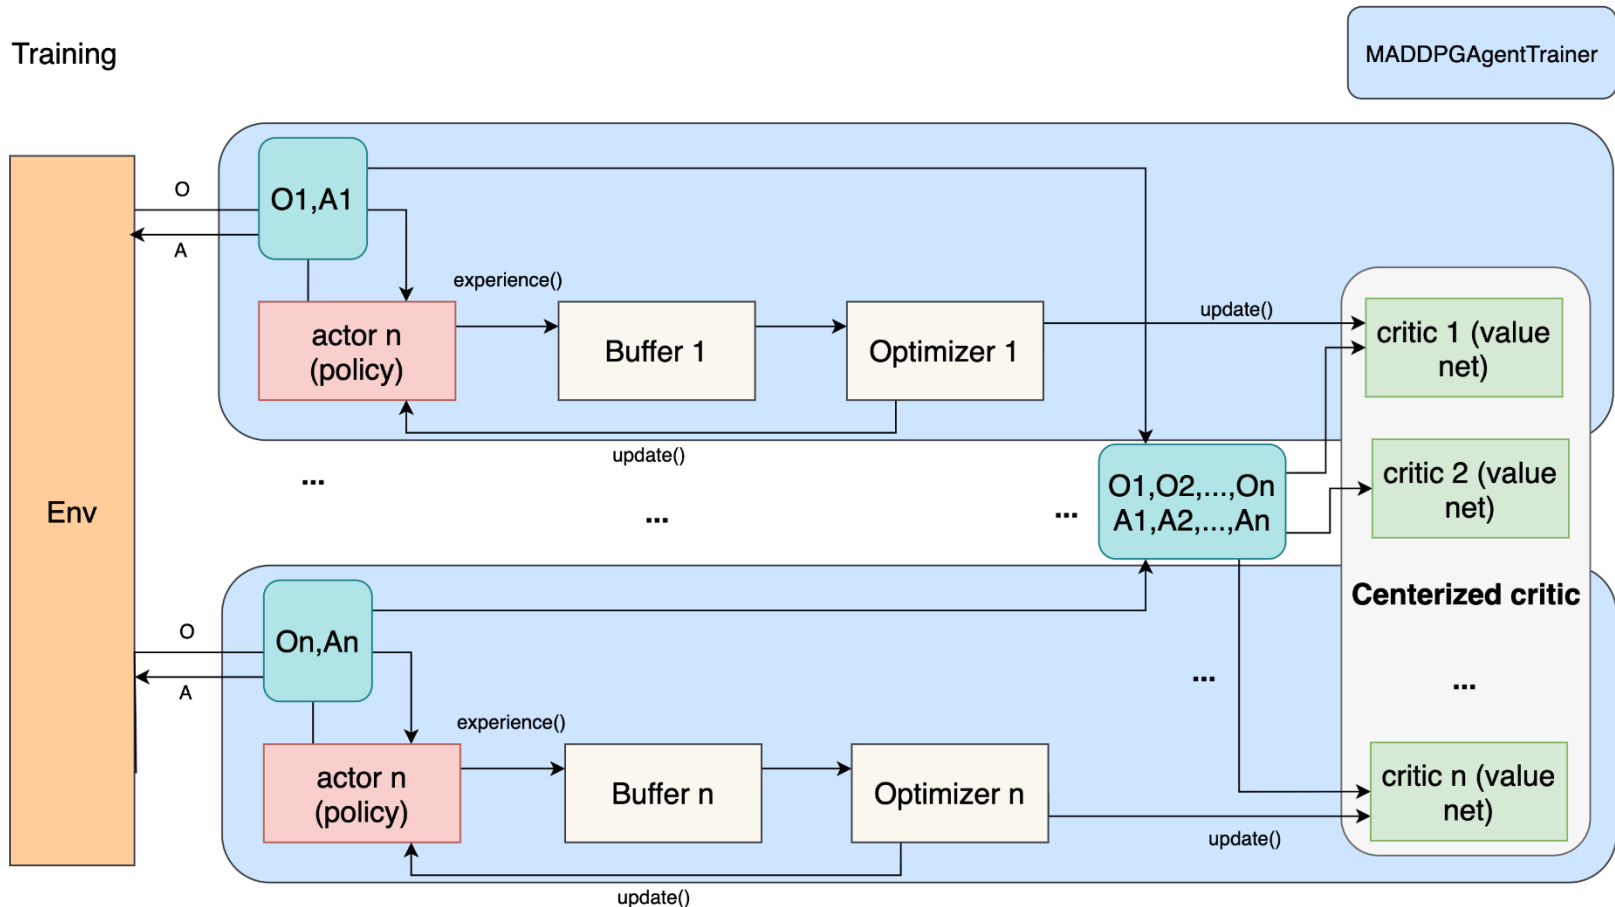 Training
MADDPGAgentTrainer
O
A
O1,A1
experience()
actor n
(policy)
Buffer 1
Optimizer 1
update()
critic 1 (value
net)
update()
...
...
...
Env
O1,O2,...,On
A1,A2,...,An
critic 2 (value
net)
Centerized critic
O
A
On,An
...
...
experience()
actor n
(policy)
Buffer n
Optimizer n
critic n (value
net)
update()
update()